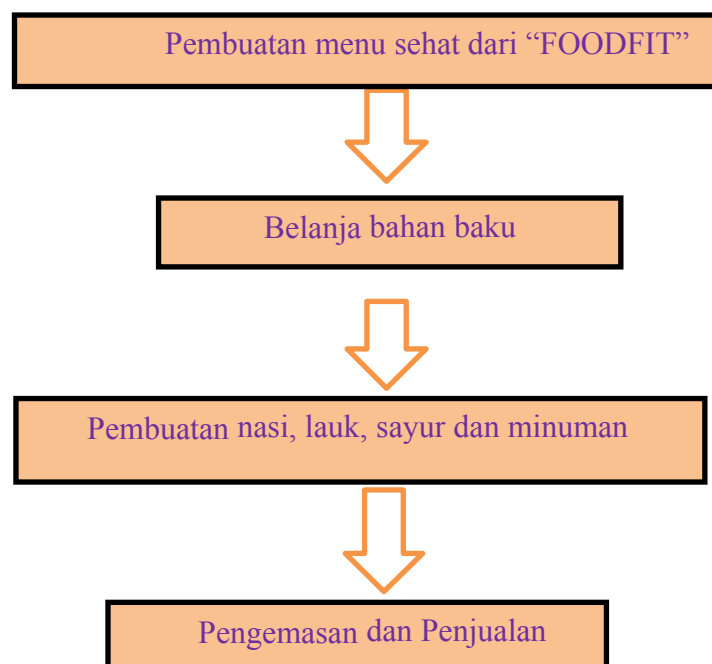 Pembuatan menu sehat dari “FOODFIT”
Belanja bahan baku
Pembuatan nasi, lauk, sayur dan minuman
Pengemasan dan Penjualan